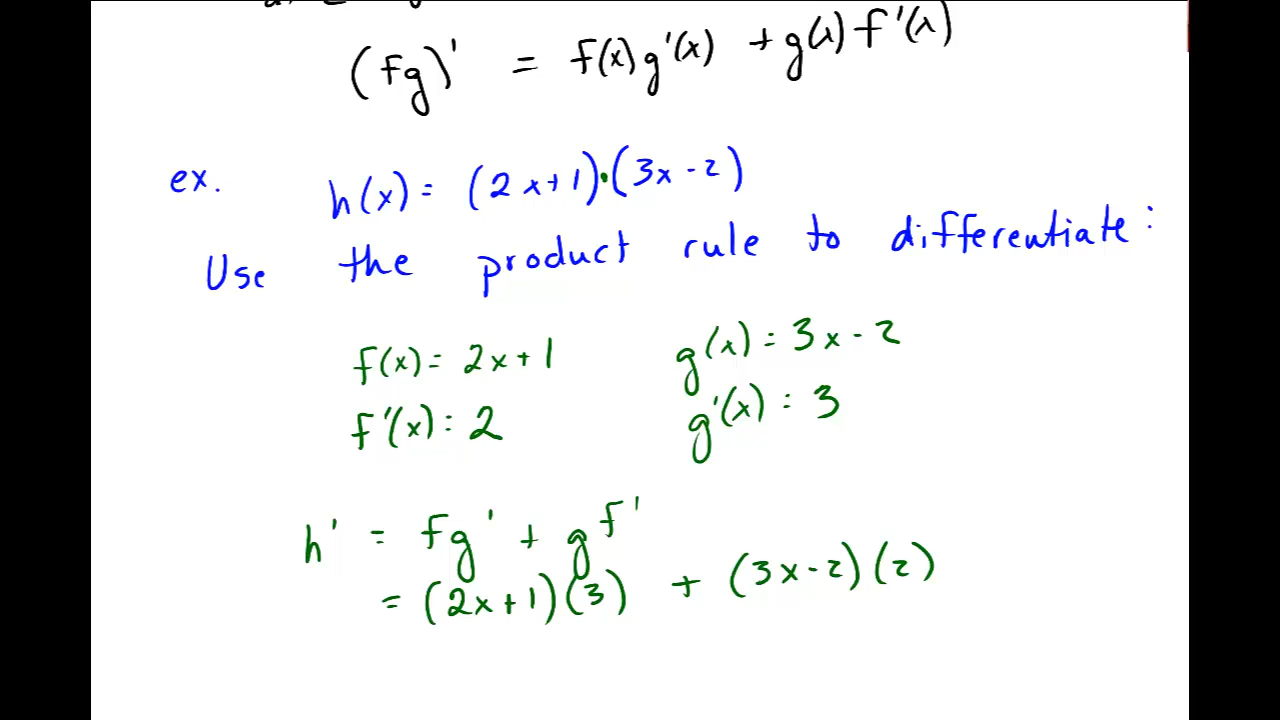 (fg)' = f(x)g'(x) + g(x)f'(x)
ex. h(x) = (2x+1)·(3x-2)
Use the product rule to differentiate:
f(x) = 2x+1 g(x) = 3x-2
f'(x) = 2 g'(x) = 3
h' = fg' + gf'
= (2x+1)(3) + (3x-2)(2)